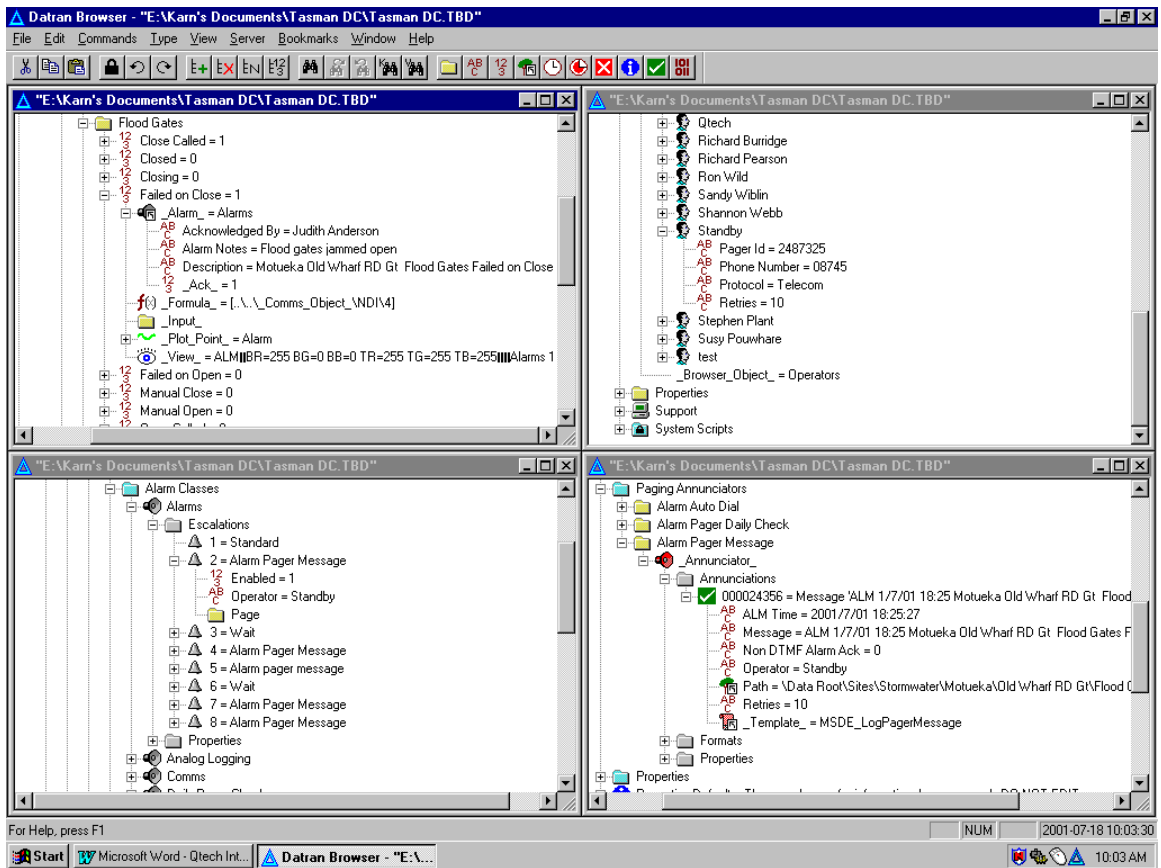 Datran Browser - "E:\Karn's Documents\Tasman DC\Tasman DC.TBD"
File Edit Commands Type View Server Bookmarks Window Help
"E:\Karn's Documents\Tasman DC\Tasman DC.TBD"
Flood Gates
Close Called = 1
Closed = 0
Closing = 0
Failed on Close = 1
_Alarm_ = Alarms
Acknowledged By = Judith Anderson
Alarm Notes = Flood gates jammed open
Description = Motueka Old Wharf RD Gt Flood Gates Failed on Close
_Ack_ = 1
_Formula_ = [..\..\_Comms_Object_\NDI\4]
_Input_
_Plot_Point_ = Alarm
_View_ = ALM||BR=255 BG=0 BB=0 TR=255 TG=255 TB=255||||Alarms 1
Failed on Open = 0
Manual Close = 0
Manual Open = 0
"E:\Karn's Documents\Tasman DC\Tasman DC.TBD"
Qtech
Richard Burridge
Richard Pearson
Ron Wild
Sandy Wiblin
Shannon Webb
Standby
Pager Id = 2487325
Phone Number = 08745
Protocol = Telecom
Retries = 10
Stephen Plant
Susy Pouwhare
test
_Browser_Object_ = Operators
Properties
Support
System Scripts
"E:\Karn's Documents\Tasman DC\Tasman DC.TBD"
Alarm Classes
Alarms
Escalations
1 = Standard
2 = Alarm Pager Message
Enabled = 1
Operator = Standby
Page
3 = Wait
4 = Alarm Pager Message
5 = Alarm pager message
6 = Wait
7 = Alarm Pager Message
8 = Alarm Pager Message
Properties
Analog Logging
Comms
"E:\Karn's Documents\Tasman DC\Tasman DC.TBD"
Paging Annunciators
Alarm Auto Dial
Alarm Pager Daily Check
Alarm Pager Message
_Annunciator_
Annunciations
000024356 = Message 'ALM 1/7/01 18:25 Motueka Old Wharf RD Gt Flood
ALM Time = 2001/7/01 18:25:27
Message = ALM 1/7/01 18:25 Motueka Old Wharf RD Gt Flood Gates F
Non DTMF Alarm Ack = 0
Operator = Standby
Path = \Data Root\Sites\Stormwater\Motueka\Old Wharf RD Gt\Flood
Retries = 10
_Template_ = MSDE_LogPagerMessage
Formats
Properties
Properties
For Help, press F1
NUM
2001-07-18 10:03:30
Start
Microsoft Word - Qtech Int...
Datran Browser - "E:\...
10:03 AM